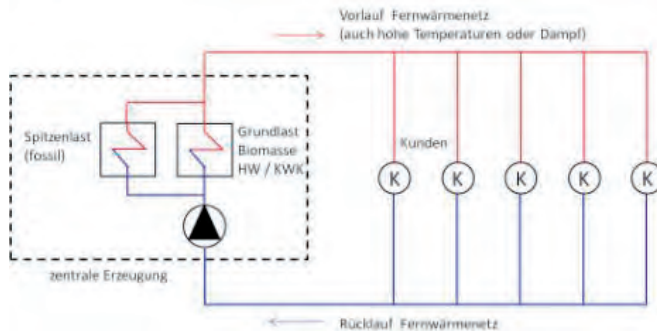 Vorlauf Fernwärmenetz
(auch hohe Temperaturen oder Dampf)
Spitzenlast
(fossil)
Grundlast
Biomasse
HW / KWK
Kunden
K K K K K
zentrale Erzeugung
Rücklauf Fernwärmenetz